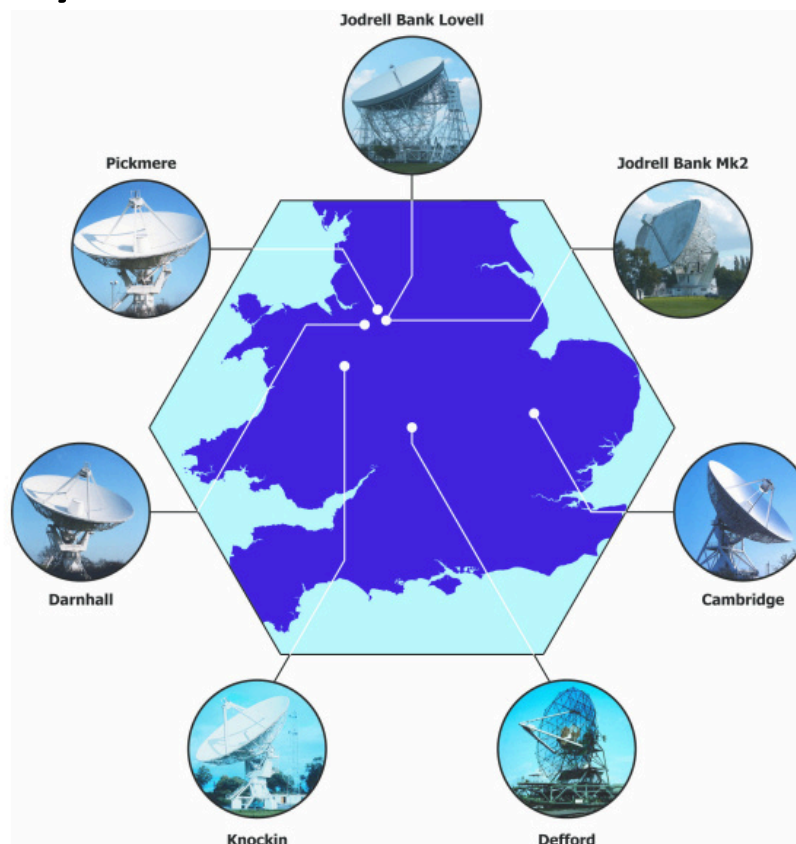 Jodrell Bank Lovell
Pickmere
Jodrell Bank Mk2
Darnhall
Cambridge
Knockin
Defford